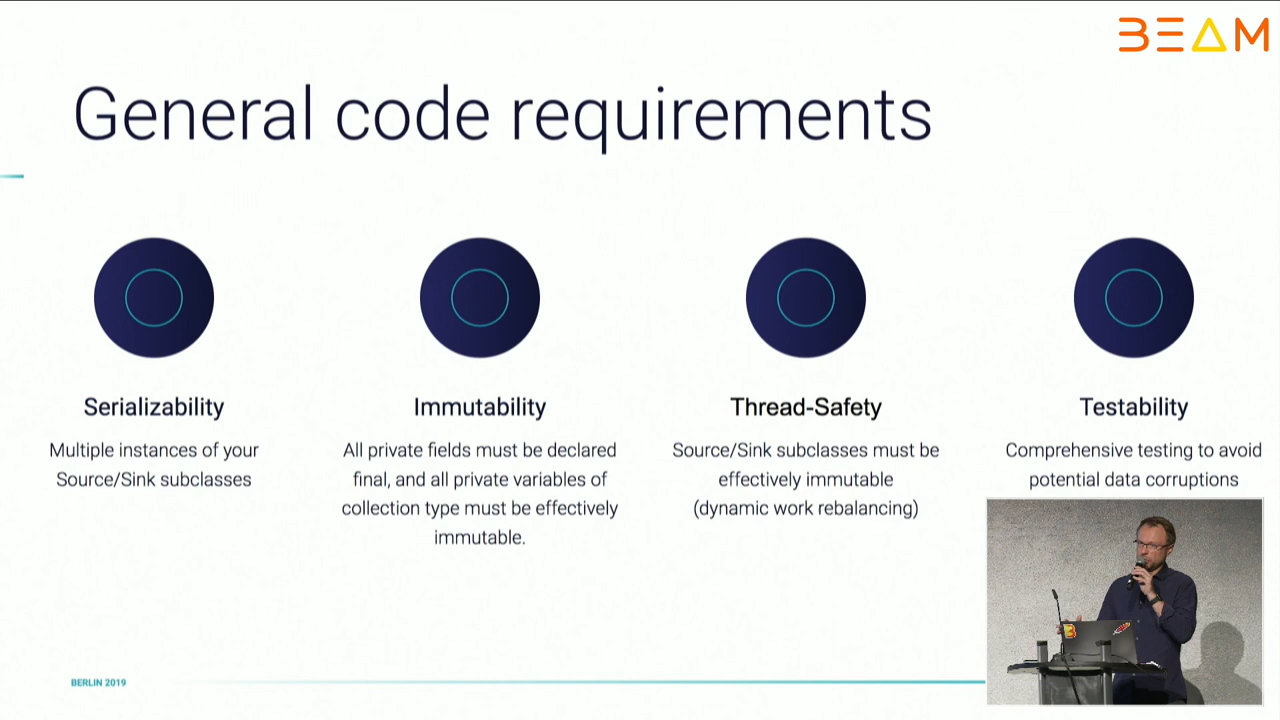 BEAM
General code requirements
Serializability
Multiple instances of your
Source/Sink subclasses
Immutability
All private fields must be declared
final, and all private variables of
collection type must be effectively
immutable.
Thread-Safety
Source/Sink subclasses must be
effectively immutable
(dynamic work rebalancing)
Testability
Comprehensive testing to avoid
potential data corruptions
BERLIN 2019